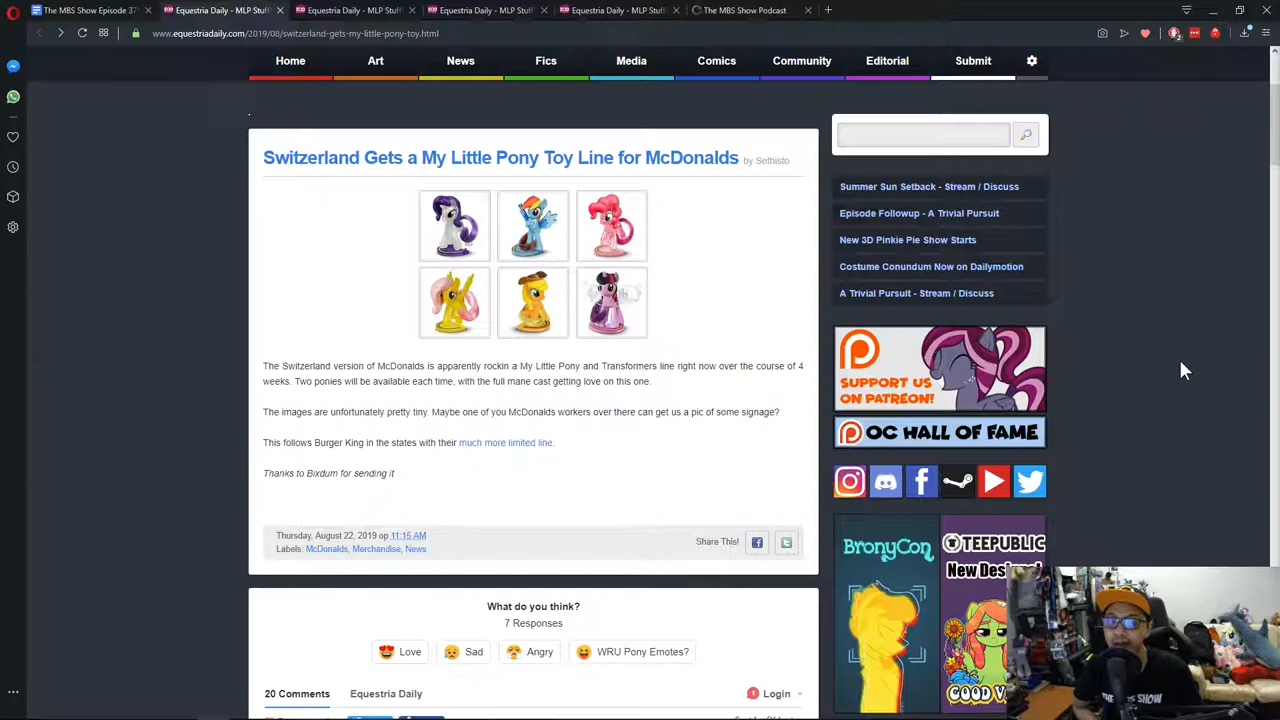 The MBS Show Episode 37
Equestria Daily - MLP Stuff
Equestria Daily - MLP Stuff
Equestria Daily - MLP Stuff
Equestria Daily - MLP Stuff
The MBS Show Podcast
www.equestriadaily.com/2019/08/switzerland-gets-my-little-pony-toy.html
2
Home Art News Fics Media Comics Community Editorial Submit
Switzerland Gets a My Little Pony Toy Line for McDonalds by Sethisto
The Switzerland version of McDonalds is apparently rockin a My Little Pony and Transformers line right now over the course of 4
weeks. Two ponies will be available each time, with the full mane cast getting love on this one.
The images are unfortunately pretty tiny. Maybe one of you McDonalds workers over there can get us a pic of some signage?
This follows Burger King in the states with their much more limited line.
Thanks to Bixdum for sending it
Thursday, August 22, 2019 op 11:15 AM
Labels: McDonalds, Merchandise, News
Share This!
What do you think?
7 Responses
Love Sad Angry WRU Pony Emotes?
20 Comments Equestria Daily
1 Login
Summer Sun Setback - Stream / Discuss
Episode Followup - A Trivial Pursuit
New 3D Pinkie Pie Show Starts
Costume Conundrum Now on Dailymotion
A Trivial Pursuit - Stream / Discuss
SUPPORT US
ON PATREON!
OC HALL OF FAME
BRONYCON
TEEPUBLIC
New
GOOD